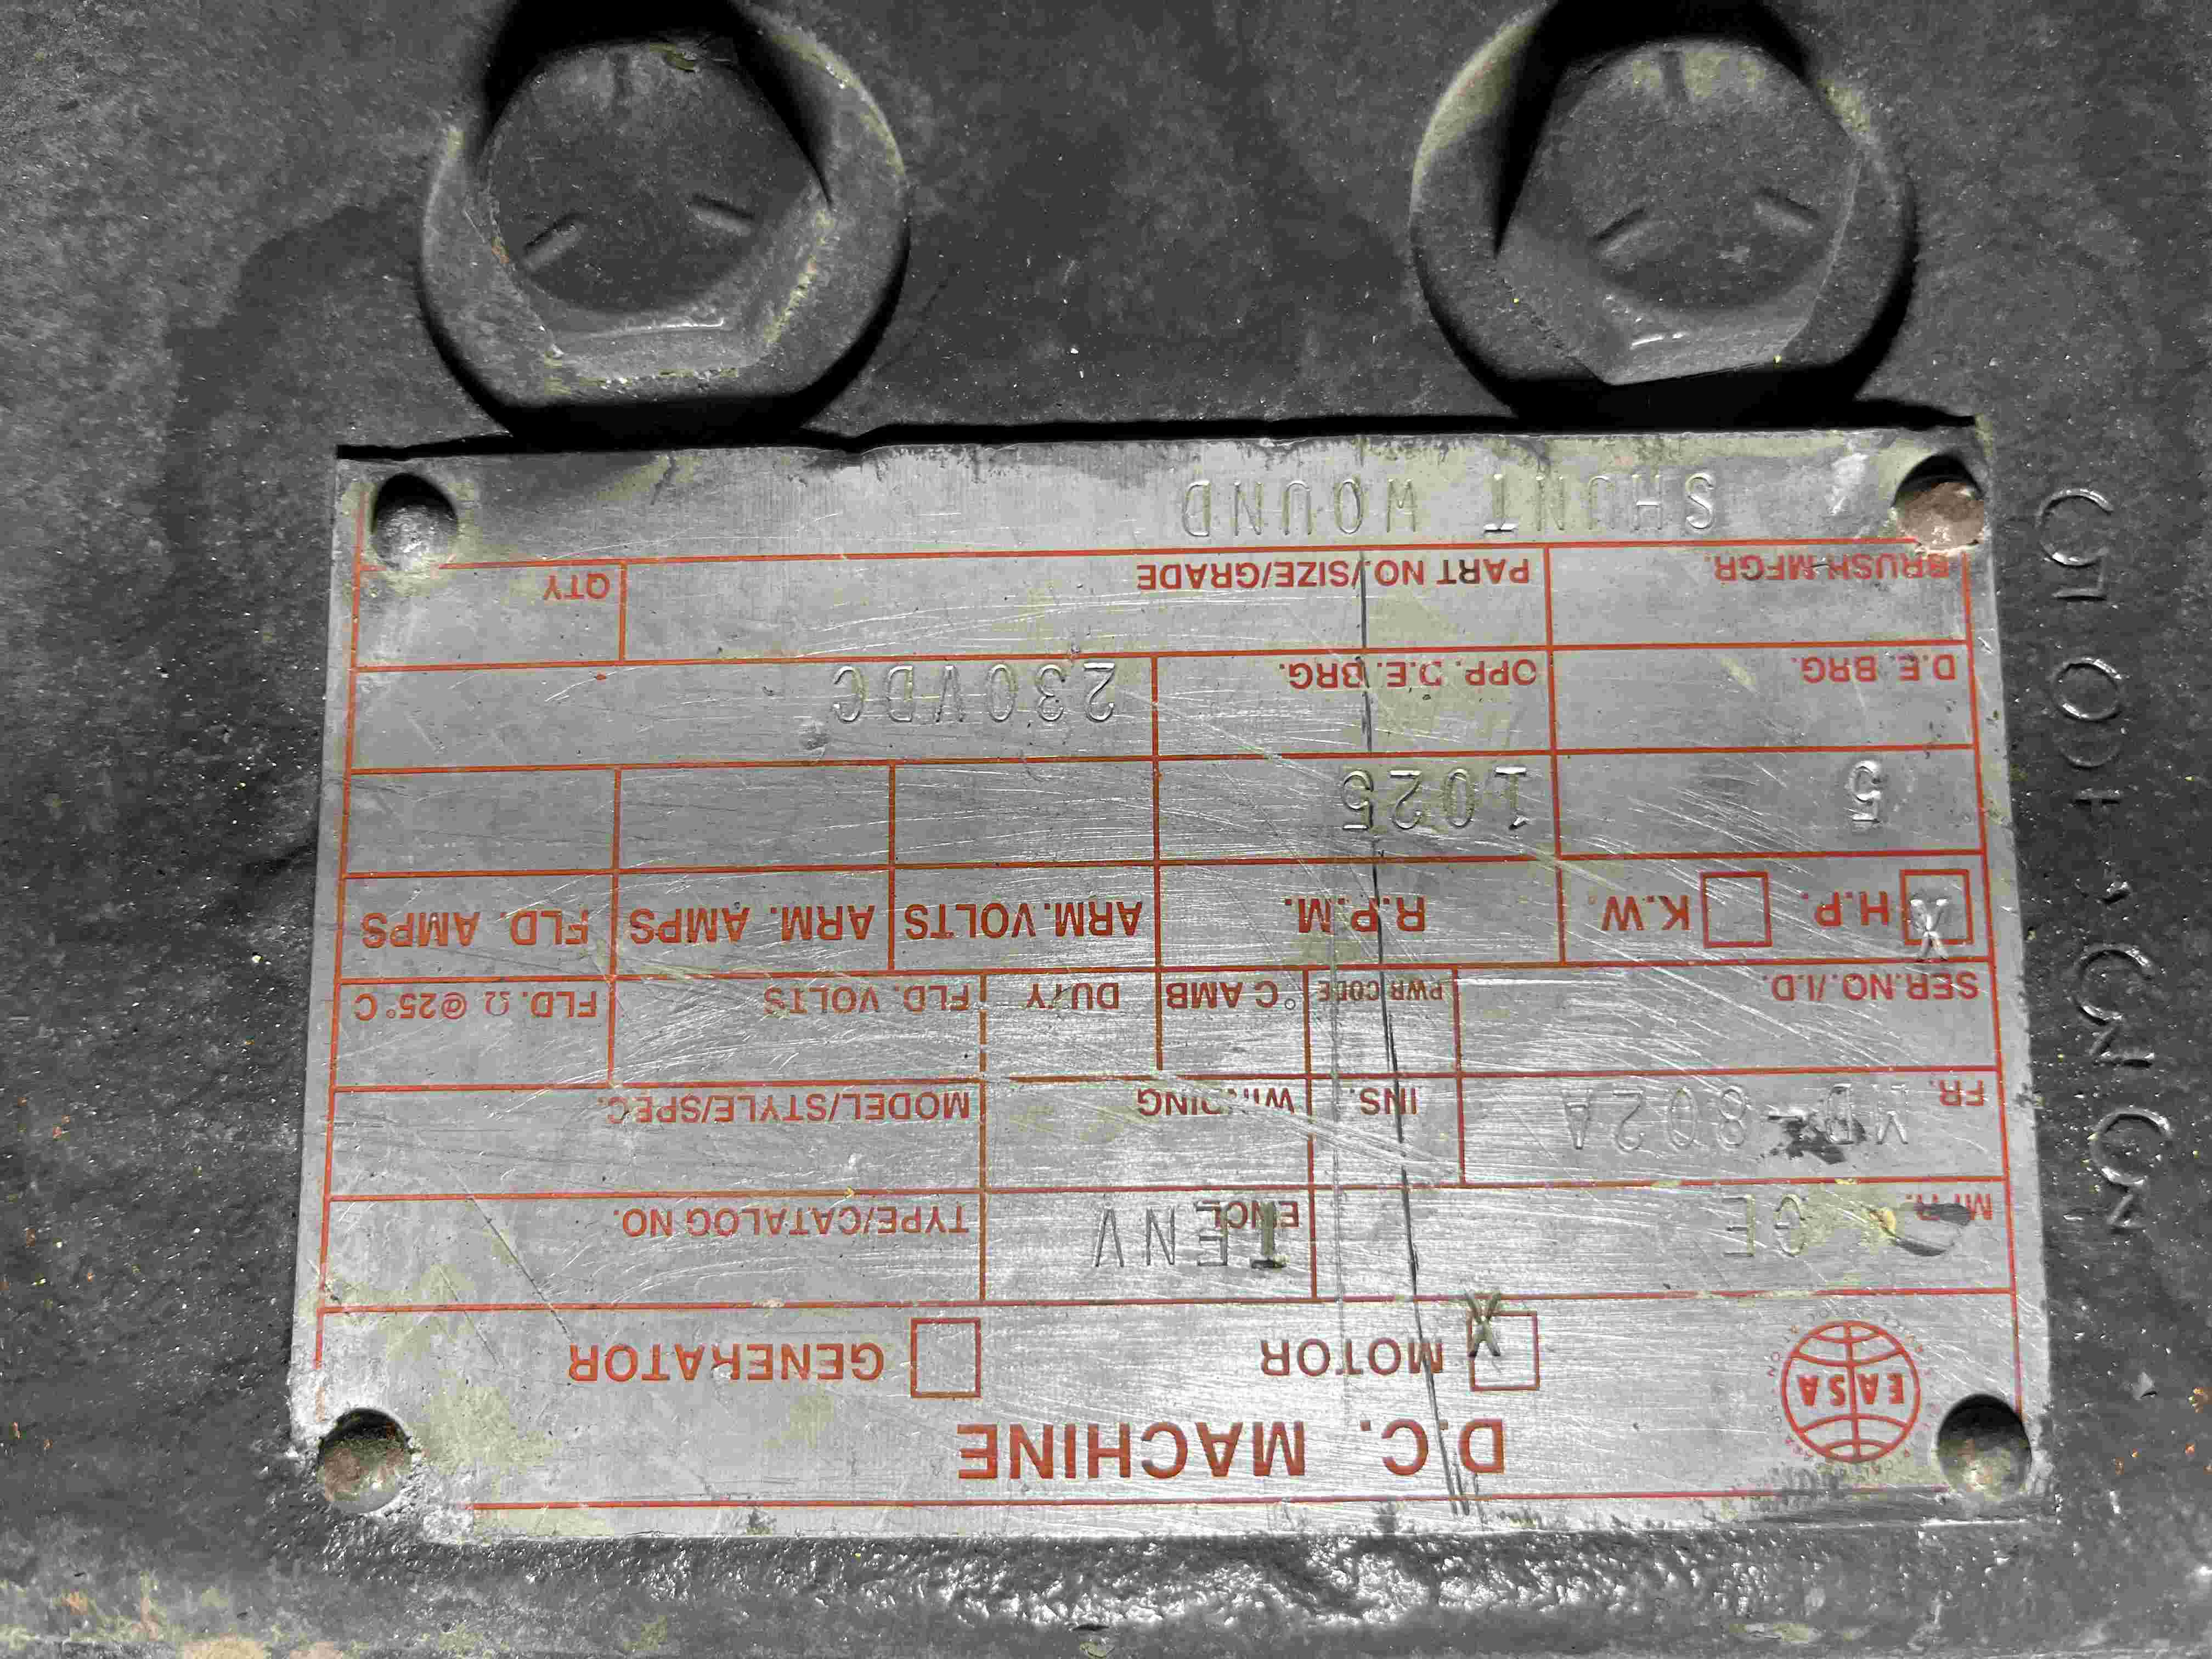 D.C. MACHINE
EASA
X MOTOR GENERATOR
MFR. GE ENCL. TENV TYPE/CATALOG NO.
FR. MD-802A INS. WINDING MODEL/STYLE/SPEC.
SER.NO./I.D. PWR CODE °C AMB DUTY FLD. VOLTS FLD. Ω @25°C
X H.P. K.W. R.P.M. ARM. VOLTS ARM. AMPS FLD. AMPS
5 1025
D.E. BRG. OPP. D.E. BRG. 230VDC
BRUSH MFGR. PART NO./SIZE/GRADE QTY
SHUNT WOUND